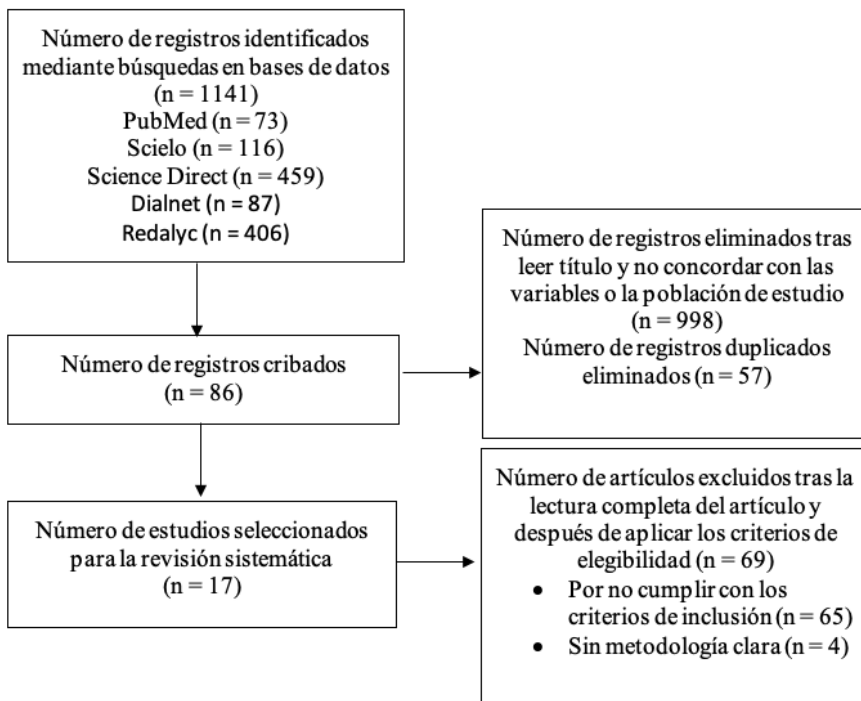 Número de registros identificados
mediante búsquedas en bases de datos
(n = 1141)
PubMed (n = 73)
Scielo (n = 116)
Science Direct (n = 459)
Dialnet (n = 87)
Redalyc (n = 406)
Número de registros eliminados tras
leer título y no concordar con las
variables o la población de estudio
(n = 998)
Número de registros duplicados
eliminados (n = 57)
Número de registros cribados
(n = 86)
Número de artículos excluidos tras la
lectura completa del artículo y
después de aplicar los criterios de
elegibilidad (n = 69)
• Por no cumplir con los
criterios de inclusión (n = 65)
• Sin metodología clara (n = 4)
Número de estudios seleccionados
para la revisión sistemática
(n = 17)